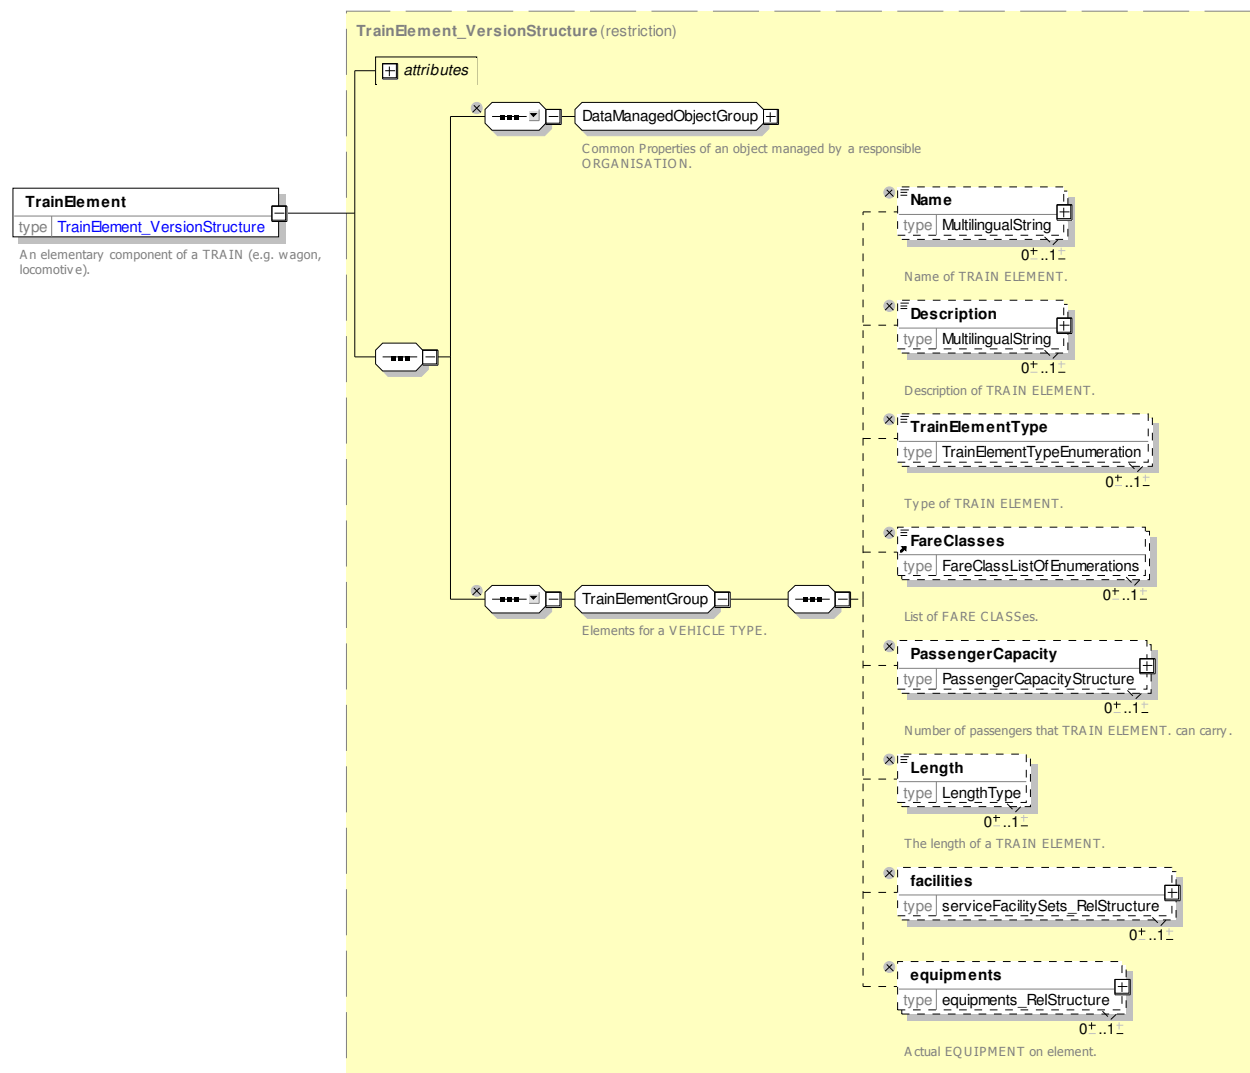 TrainElement_VersionStructure (restriction)
attributes
DataManagedObjectGroup
Common Properties of an object managed by a responsible
ORGANISATION.
TrainElement
type TrainElement_VersionStructure
An elementary component of a TRAIN (e.g. wagon,
locomotive).
Name
type MultilingualString
0..1
Name of TRAIN ELEMENT.
Description
type MultilingualString
0..1
Description of TRAIN ELEMENT.
TrainElementType
type TrainElementTypeEnumeration
0..1
Type of TRAIN ELEMENT.
FareClasses
type FareClassListOfEnumerations
0..1
List of FARE CLASSes.
TrainElementGroup
Elements for a VEHICLE TYPE.
PassengerCapacity
type PassengerCapacityStructure
0..1
Number of passengers that TRAIN ELEMENT. can carry.
Length
type LengthType
0..1
The length of a TRAIN ELEMENT.
facilities
type serviceFacilitySets_RelStructure
0..1
equipments
type equipments_RelStructure
0..1
Actual EQUIPMENT on element.